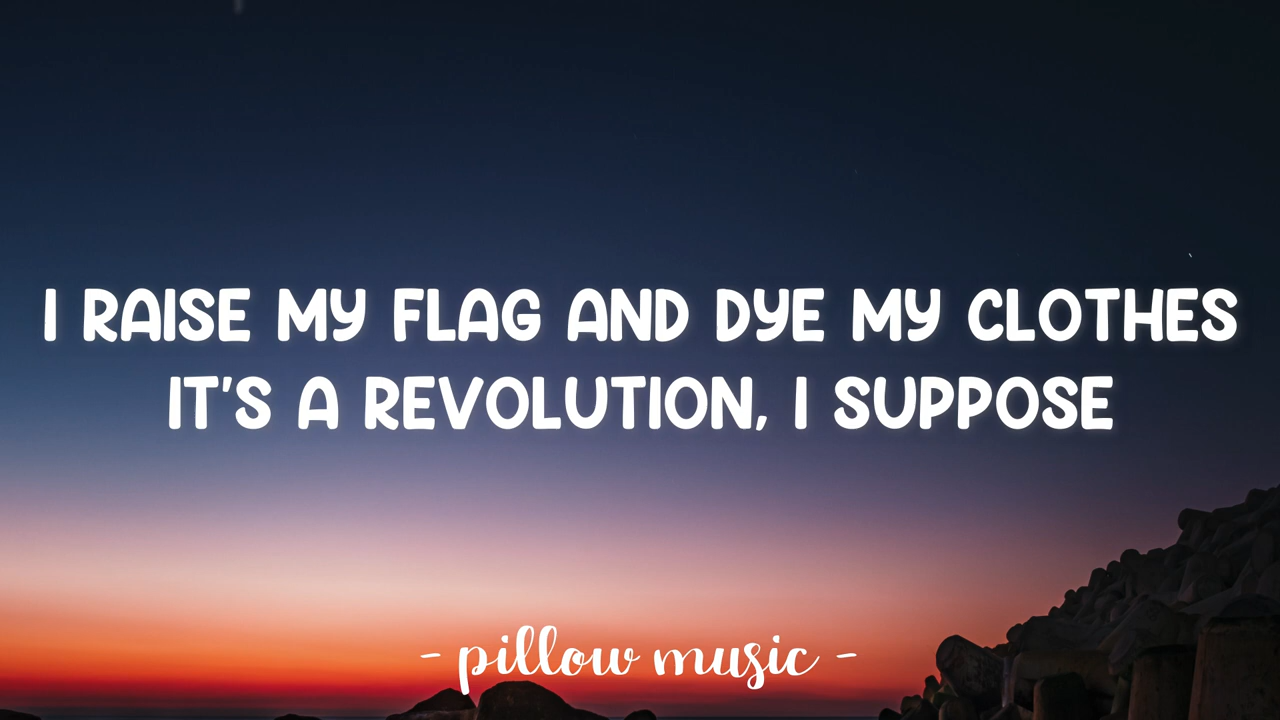 I RAISE MY FLAG AND DYE MY CLOTHES
IT'S A REVOLUTION, I SUPPOSE
- pillow music -